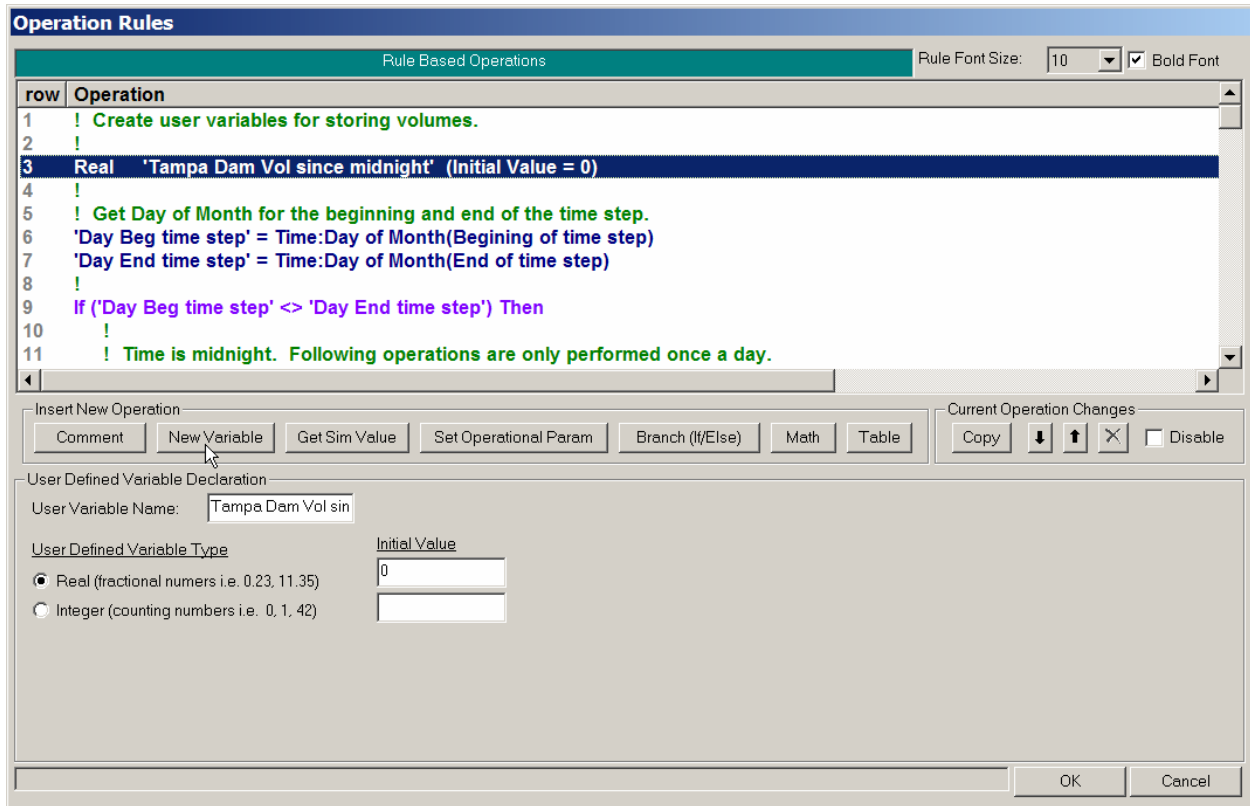 Operation Rules
Rule Based Operations Rule Font Size: 10 Bold Font
row Operation
1 ! Create user variables for storing volumes.
2 !
3 Real 'Tampa Dam Vol since midnight' (Initial Value = 0)
4 !
5 ! Get Day of Month for the beginning and end of the time step.
6 'Day Beg time step' = Time:Day of Month(Begining of time step)
7 'Day End time step' = Time:Day of Month(End of time step)
8 !
9 If ('Day Beg time step' <> 'Day End time step') Then
10 !
11 ! Time is midnight. Following operations are only performed once a day.
Insert New Operation Current Operation Changes
Comment New Variable Get Sim Value Set Operational Param Branch (If/Else) Math Table Copy Disable
User Defined Variable Declaration
User Variable Name: Tampa Dam Vol sin
User Defined Variable Type Initial Value
Real (fractional numers i.e. 0.23, 11.35) 0
Integer (counting numbers i.e. 0, 1, 42)
OK Cancel